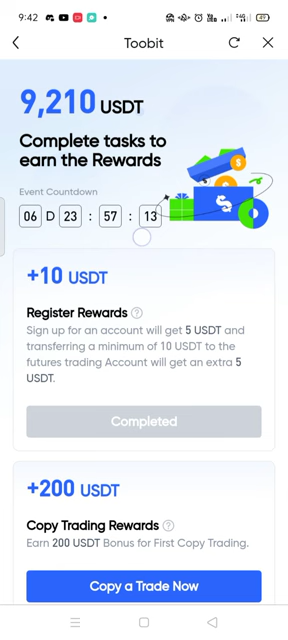 9:42
49
Toobit
9,210 USDT
Complete tasks to
earn the Rewards
Event Countdown
06 D 23 : 57 : 13
+10 USDT
Register Rewards
Sign up for an account will get 5 USDT and
transferring a minimum of 10 USDT to the
futures trading Account will get an extra 5
USDT.
Completed
+200 USDT
Copy Trading Rewards
Earn 200 USDT Bonus for First Copy Trading.
Copy a Trade Now